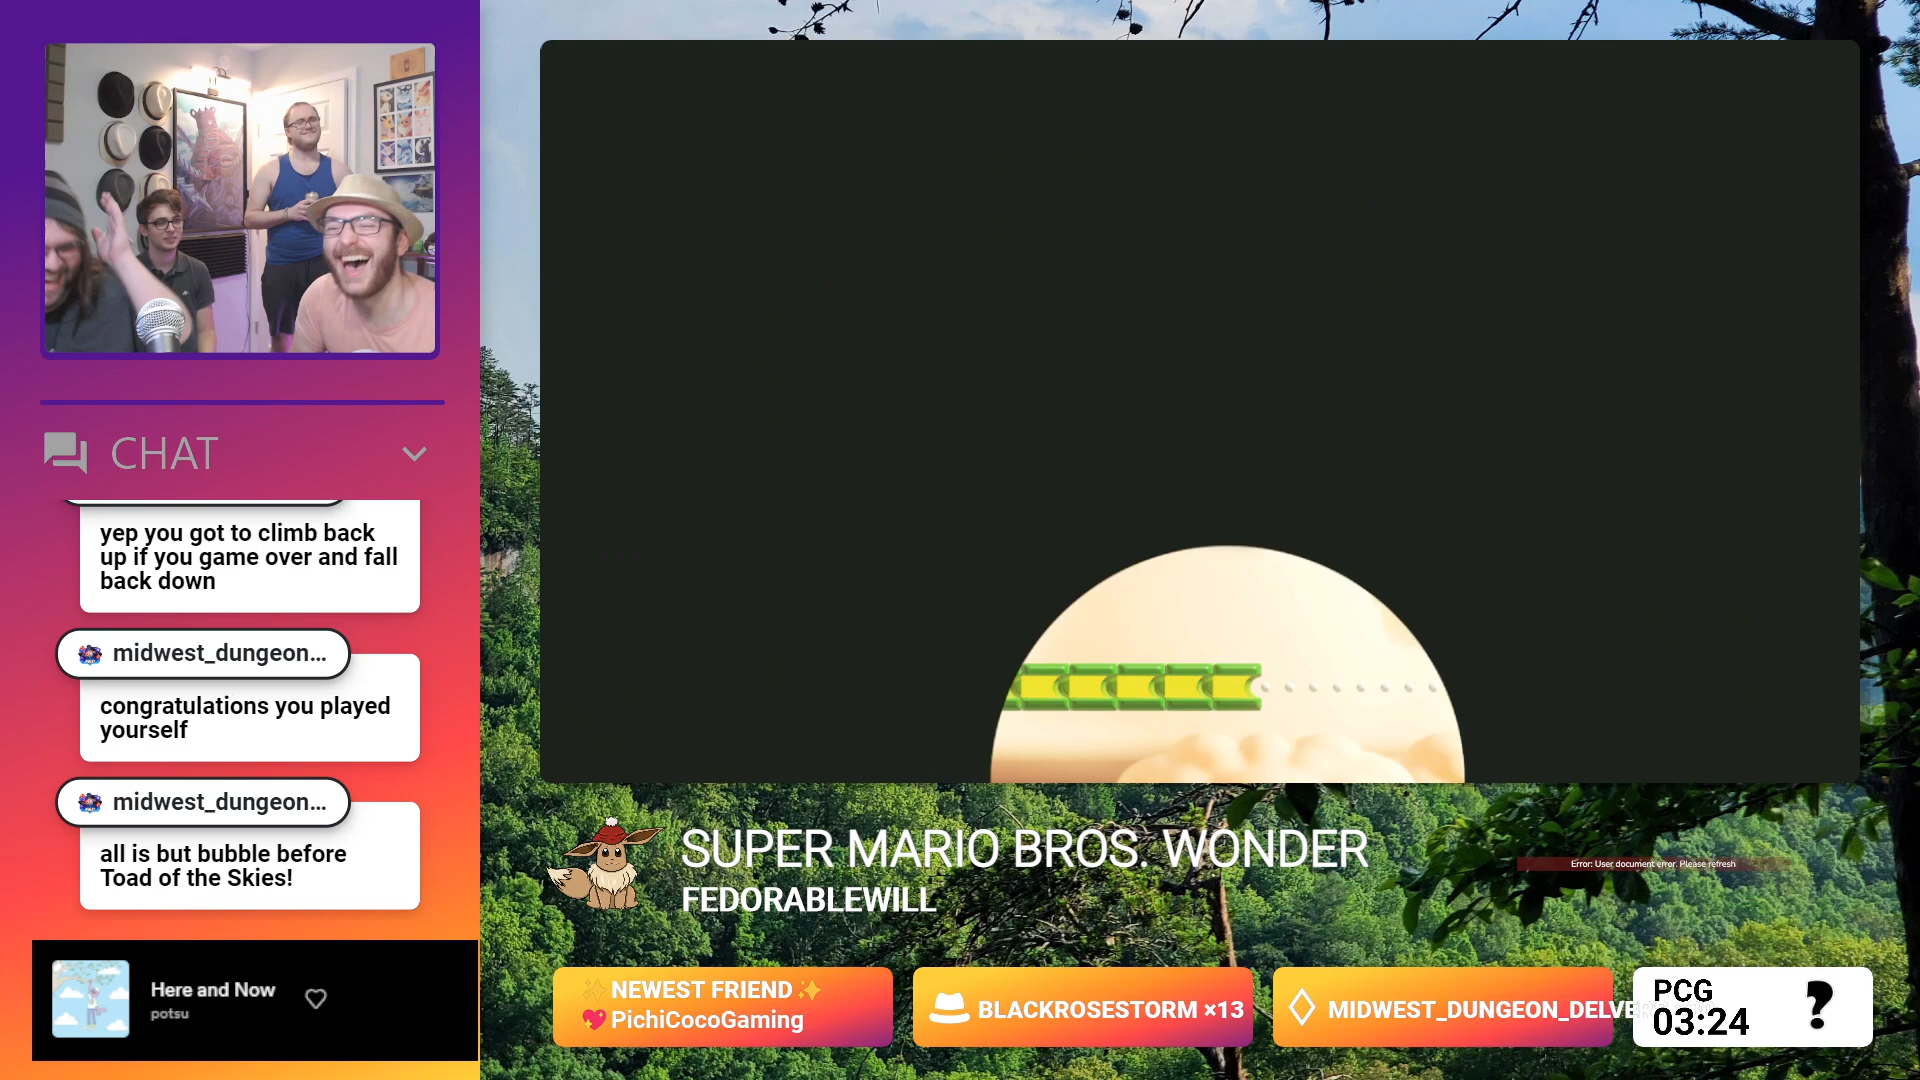 CHAT
yep you got to climb back
up if you game over and fall
back down
midwest_dungeon...
congratulations you played
yourself
midwest_dungeon...
all is but bubble before
Toad of the Skies!
Here and Now
potsu
SUPER MARIO BROS. WONDER
FEDORABLEWILL
Error: User document error. Please refresh
NEWEST FRIEND
PichiCocoGaming
BLACKROSESTORM ×13
MIDWEST_DUNGEON_DELVE
PCG
03:24
?